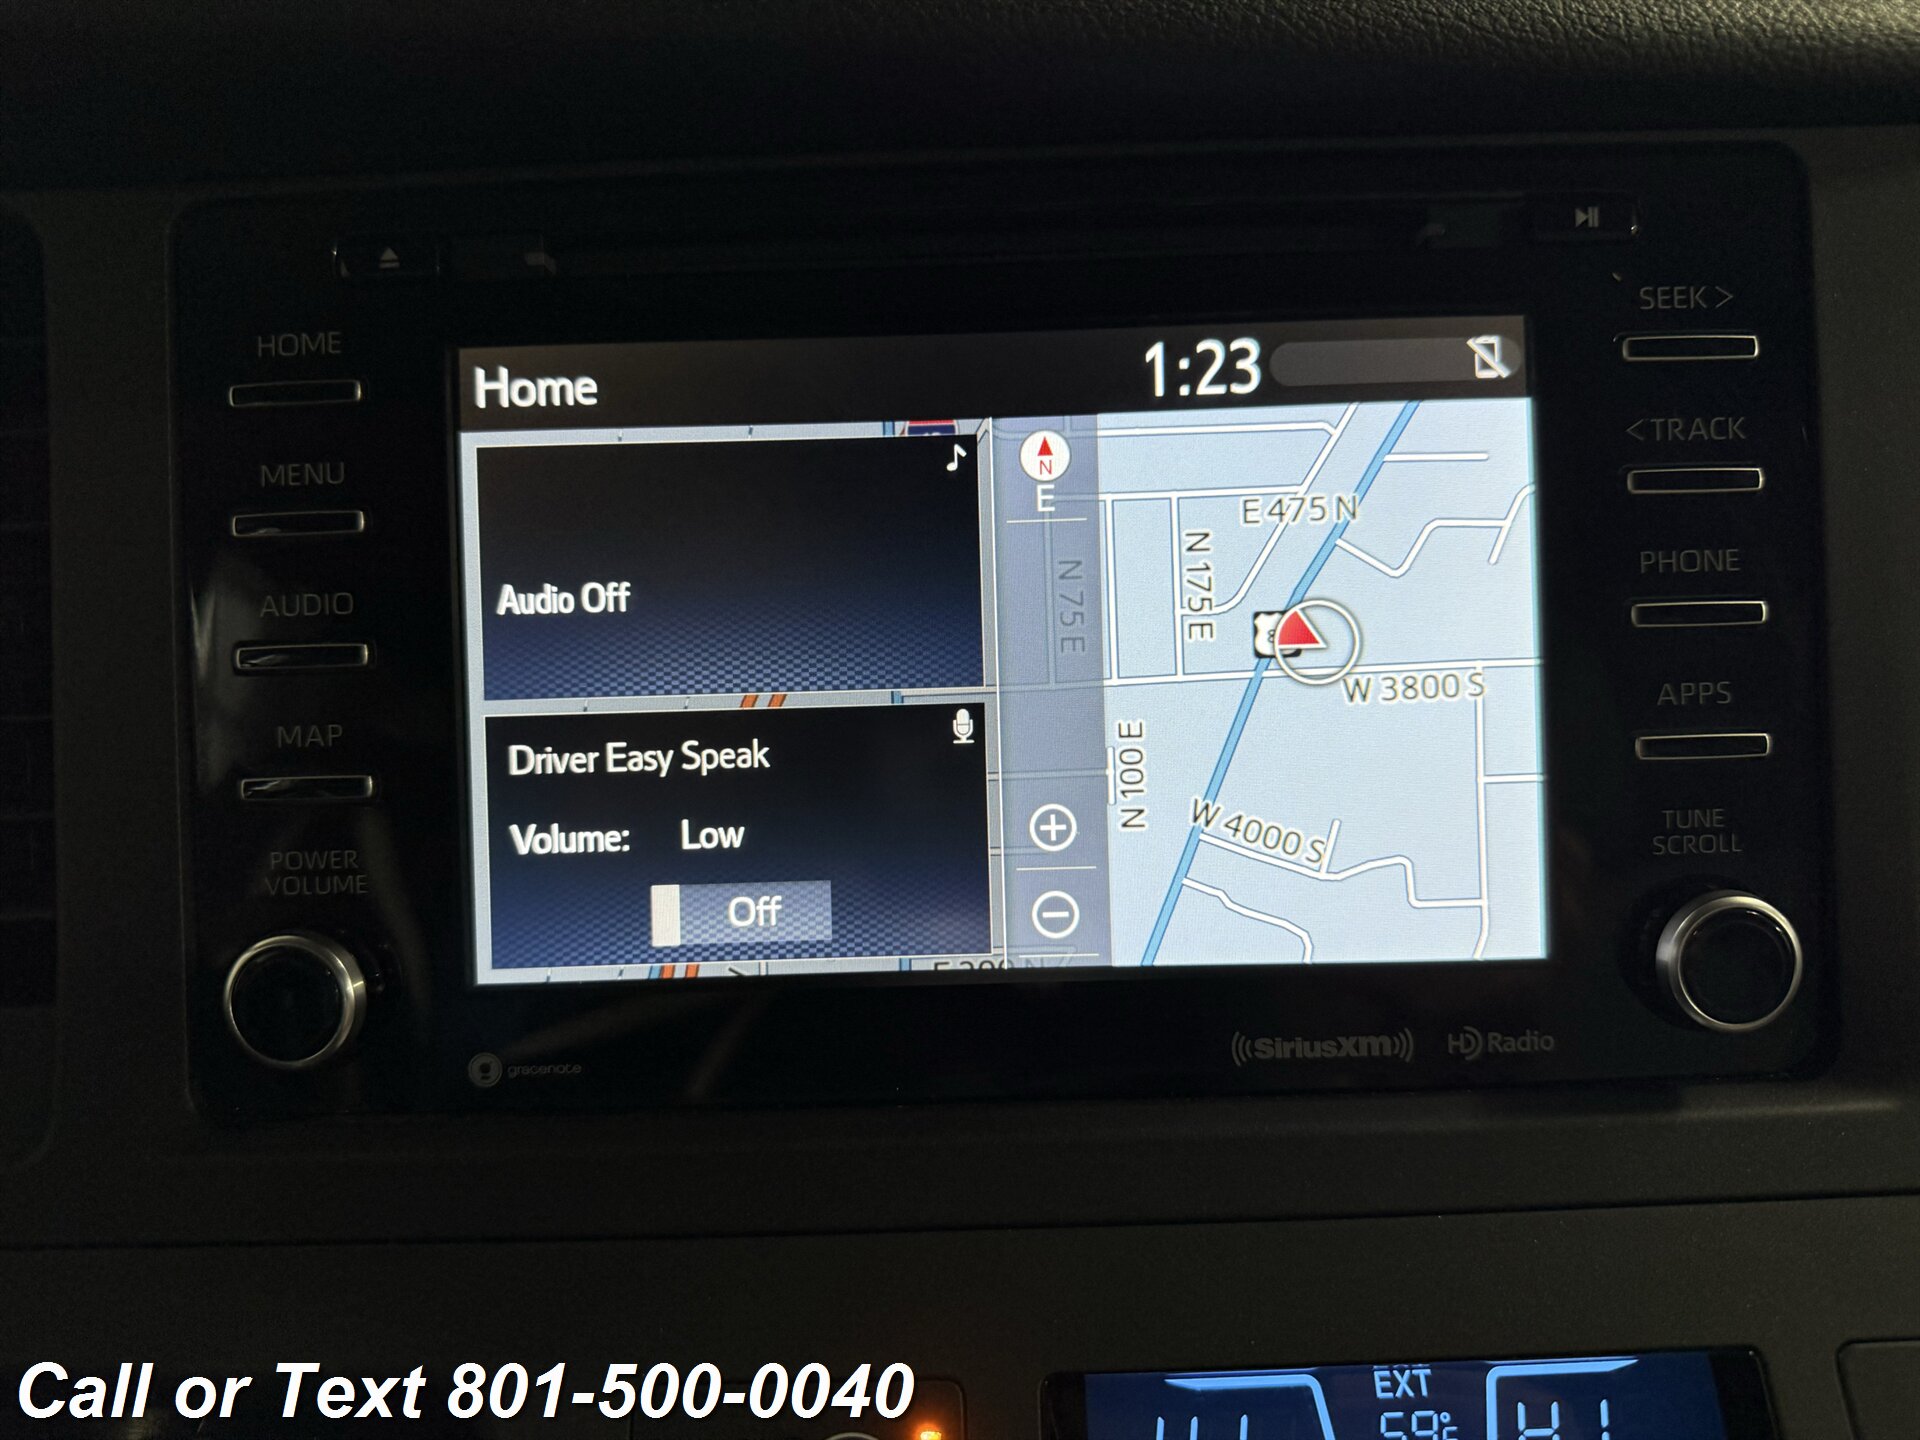 HOME
MENU
AUDIO
MAP
POWER
VOLUME
Home
1:23
Audio Off
Driver Easy Speak
Volume: Low
Off
N
E
E 475 N
N 175 E
N 75 E
W 3800 S
N 100 E
W 4000 S
SEEK >
< TRACK
PHONE
APPS
TUNE
SCROLL
gracenote
((SiriusXM))
HD Radio
EXT
Call or Text 801-500-0040